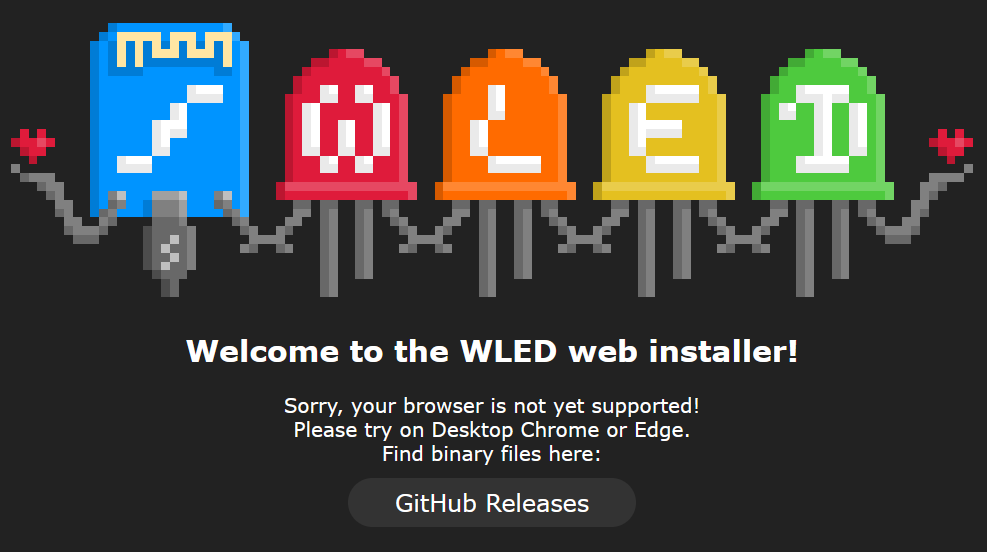 WLED
Welcome to the WLED web installer!
Sorry, your browser is not yet supported!
Please try on Desktop Chrome or Edge.
Find binary files here:
GitHub Releases